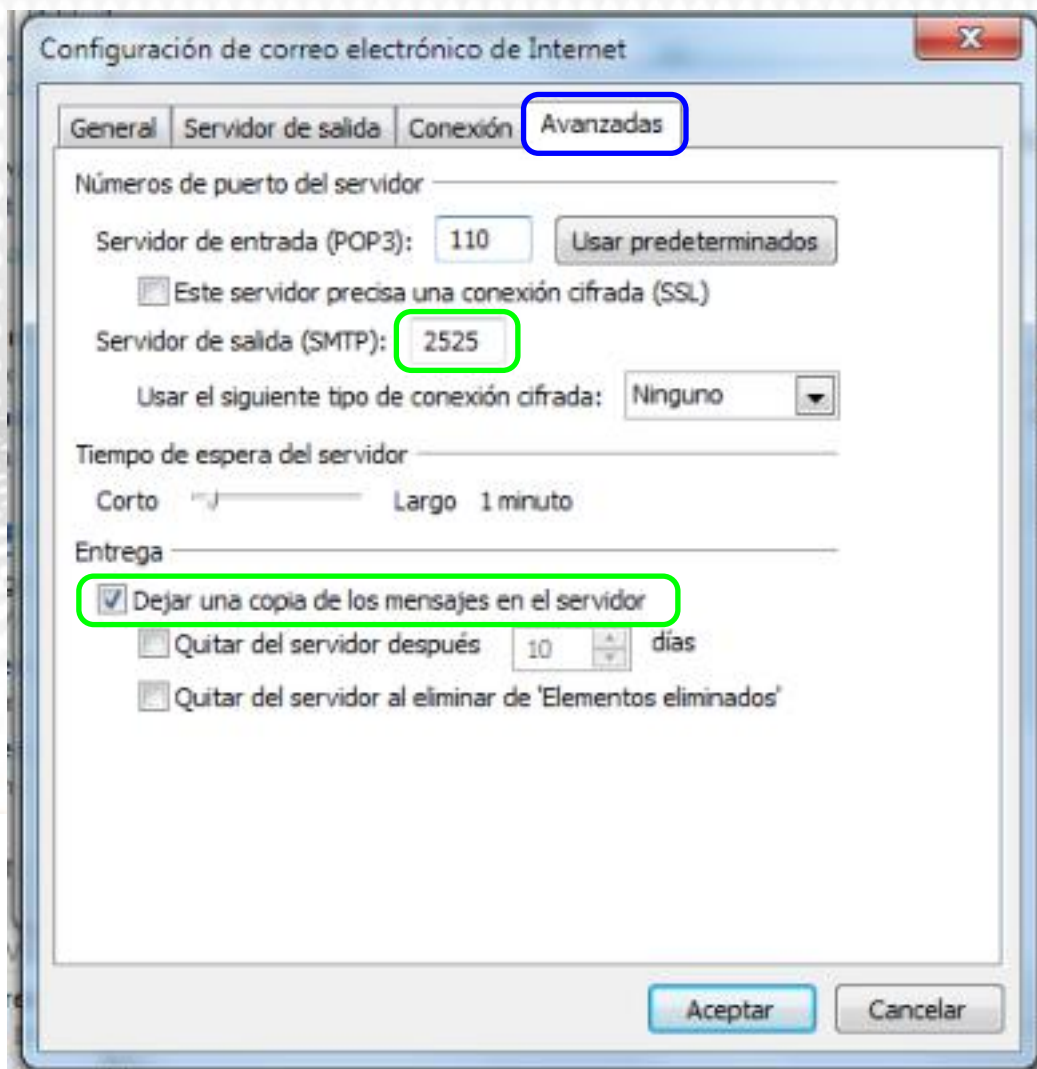 Configuración de correo electrónico de Internet
General Servidor de salida Conexión Avanzadas
Números de puerto del servidor
Servidor de entrada (POP3): 110 Usar predeterminados
Este servidor precisa una conexión cifrada (SSL)
Servidor de salida (SMTP): 2525
Usar el siguiente tipo de conexión cifrada: Ninguno
Tiempo de espera del servidor
Corto Largo 1 minuto
Entrega
Dejar una copia de los mensajes en el servidor
Quitar del servidor después 10 días
Quitar del servidor al eliminar de 'Elementos eliminados'
Aceptar Cancelar